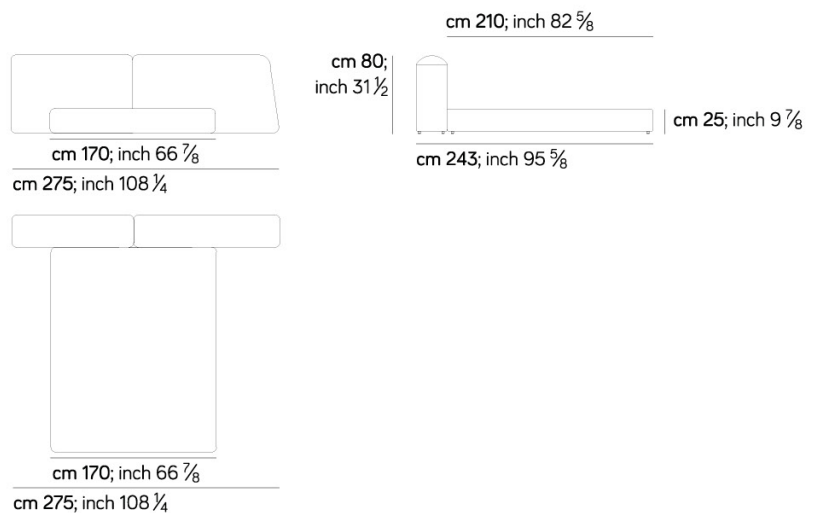 cm 210; inch 82 ⅝
cm 80;
inch 31 ½
cm 25; inch 9 ⅞
cm 170; inch 66 ⅞
cm 243; inch 95 ⅝
cm 275; inch 108 ¼
cm 170; inch 66 ⅞
cm 275; inch 108 ¼